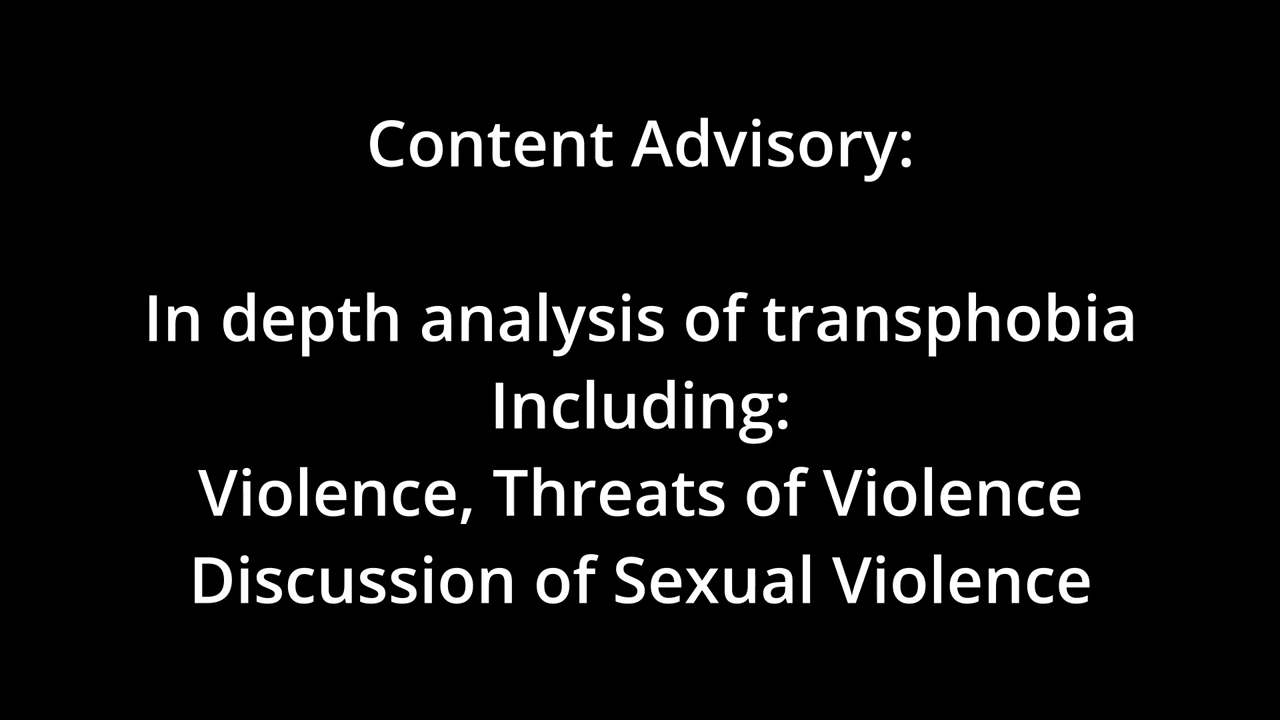 Content Advisory:
In depth analysis of transphobia
Including:
Violence, Threats of Violence
Discussion of Sexual Violence